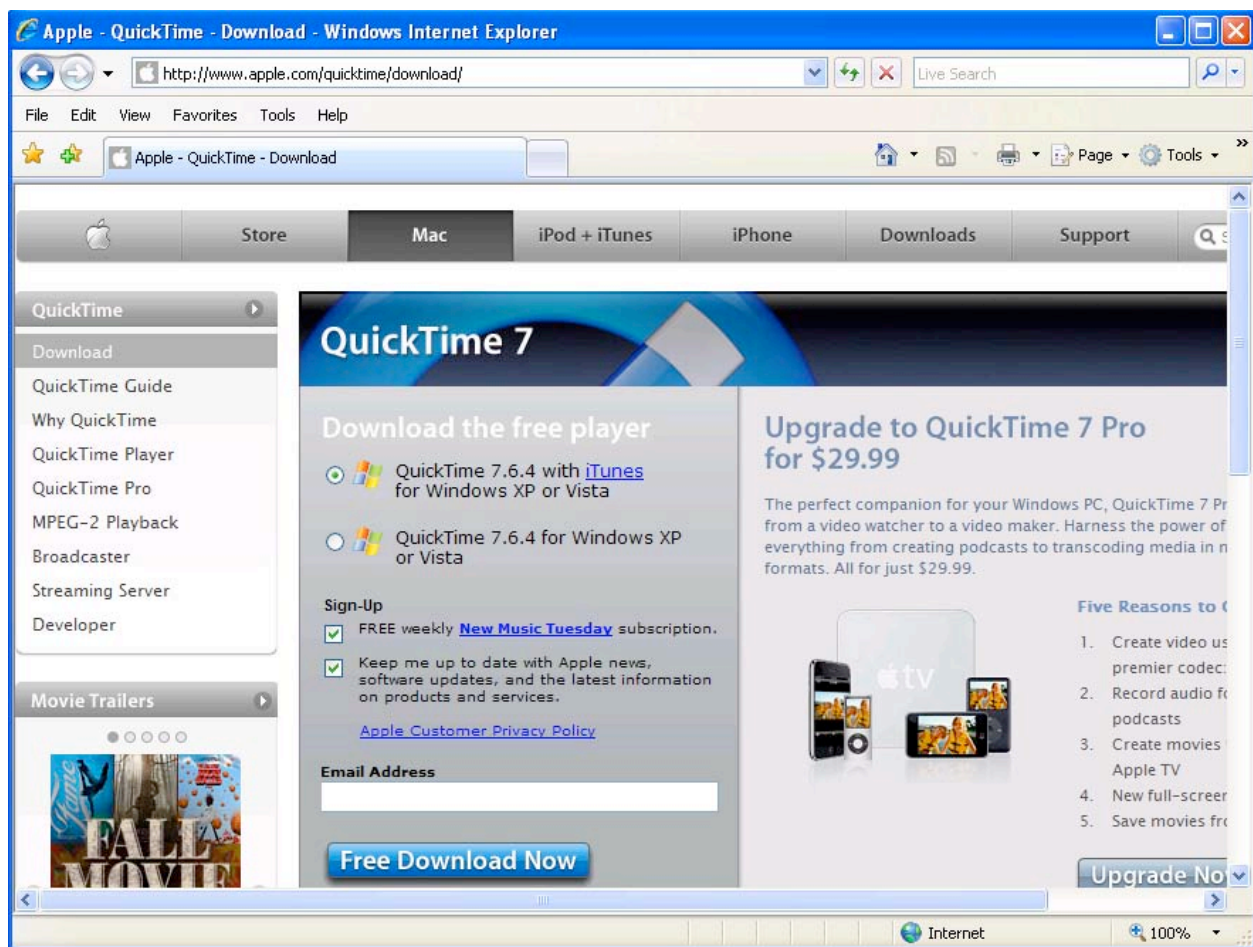 Apple - QuickTime - Download - Windows Internet Explorer
http://www.apple.com/quicktime/download/
Live Search
File Edit View Favorites Tools Help
Apple - QuickTime - Download
Page Tools
Store Mac iPod + iTunes iPhone Downloads Support
QuickTime
Download
QuickTime Guide
Why QuickTime
QuickTime Player
QuickTime Pro
MPEG-2 Playback
Broadcaster
Streaming Server
Developer
Movie Trailers
Fame
FALL
MOVIE
QuickTime 7
Download the free player
QuickTime 7.6.4 with iTunes
for Windows XP or Vista
QuickTime 7.6.4 for Windows XP
or Vista
Sign-Up
FREE weekly New Music Tuesday subscription.
Keep me up to date with Apple news,
software updates, and the latest information
on products and services.
Apple Customer Privacy Policy
Email Address
Free Download Now
Upgrade to QuickTime 7 Pro
for $29.99
The perfect companion for your Windows PC, QuickTime 7 Pr
from a video watcher to a video maker. Harness the power of
everything from creating podcasts to transcoding media in
formats. All for just $29.99.
tv
Five Reasons to
1. Create video us
premier codec:
2. Record audio fo
podcasts
3. Create movies
Apple TV
4. New full-screen
5. Save movies fro
Upgrade Now
Internet
100%